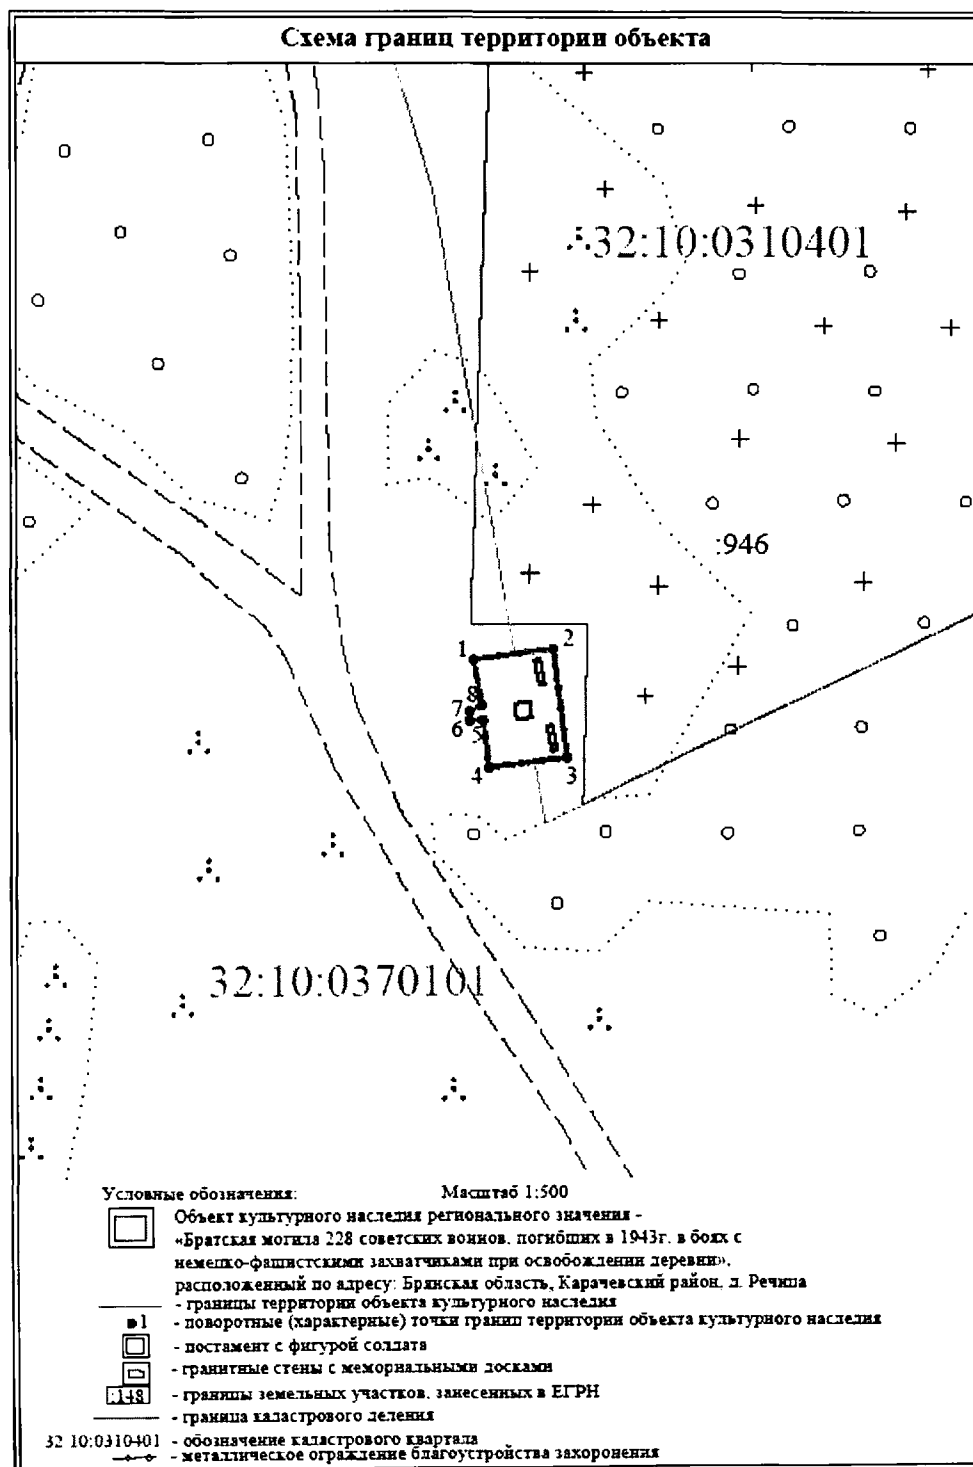 Схема границ территории объекта
32:10:0310401
:946
1
2
8
7
6
5
4
3
32:10:0370101
Условные обозначения:
Масштаб 1:500
Объект культурного наследия регионального значения -
«Братская могила 228 советских воинов, погибших в 1943г. в боях с
немецко-фашистскими захватчиками при освобождении деревни»,
расположенный по адресу: Брянская область, Карачевский район, д. Речица
- границы территории объекта культурного наследия
1 - поворотные (характерные) точки границ территории объекта культурного наследия
- постамент с фигурой солдата
- гранитные стены с мемориальными досками
:148 - границы земельных участков, занесенных в ЕГРН
- граница кадастрового деления
32 10:0310401 - обозначение кадастрового квартала
- металлическое ограждение благоустройства захоронения